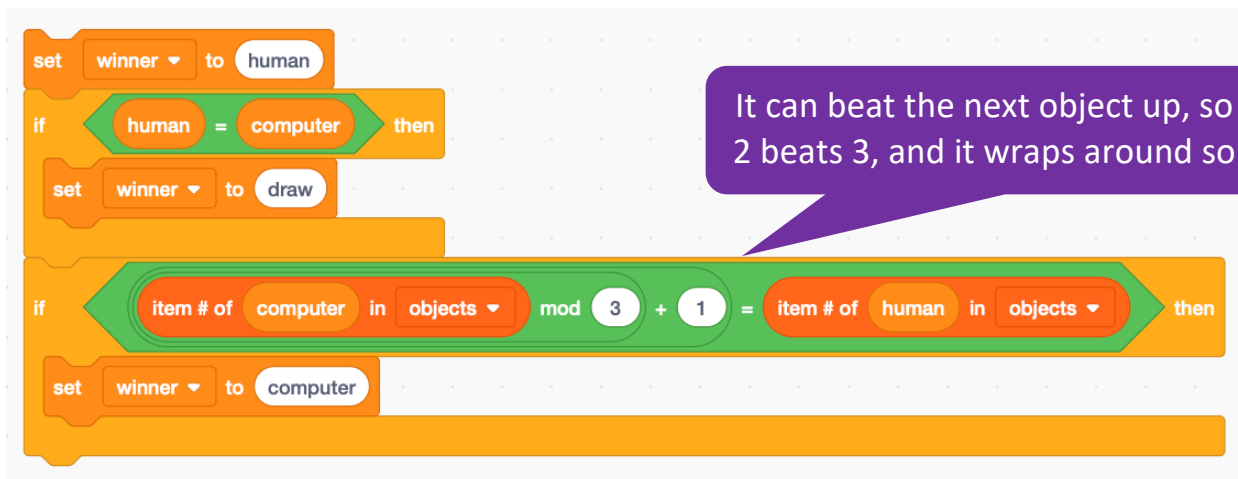 set winner to human
It can beat the next object up, so
if human = computer then
2 beats 3, and it wraps around so
set winner to draw
if item # of computer in objects mod 3 + 1 = item # of human in objects then
set winner to computer